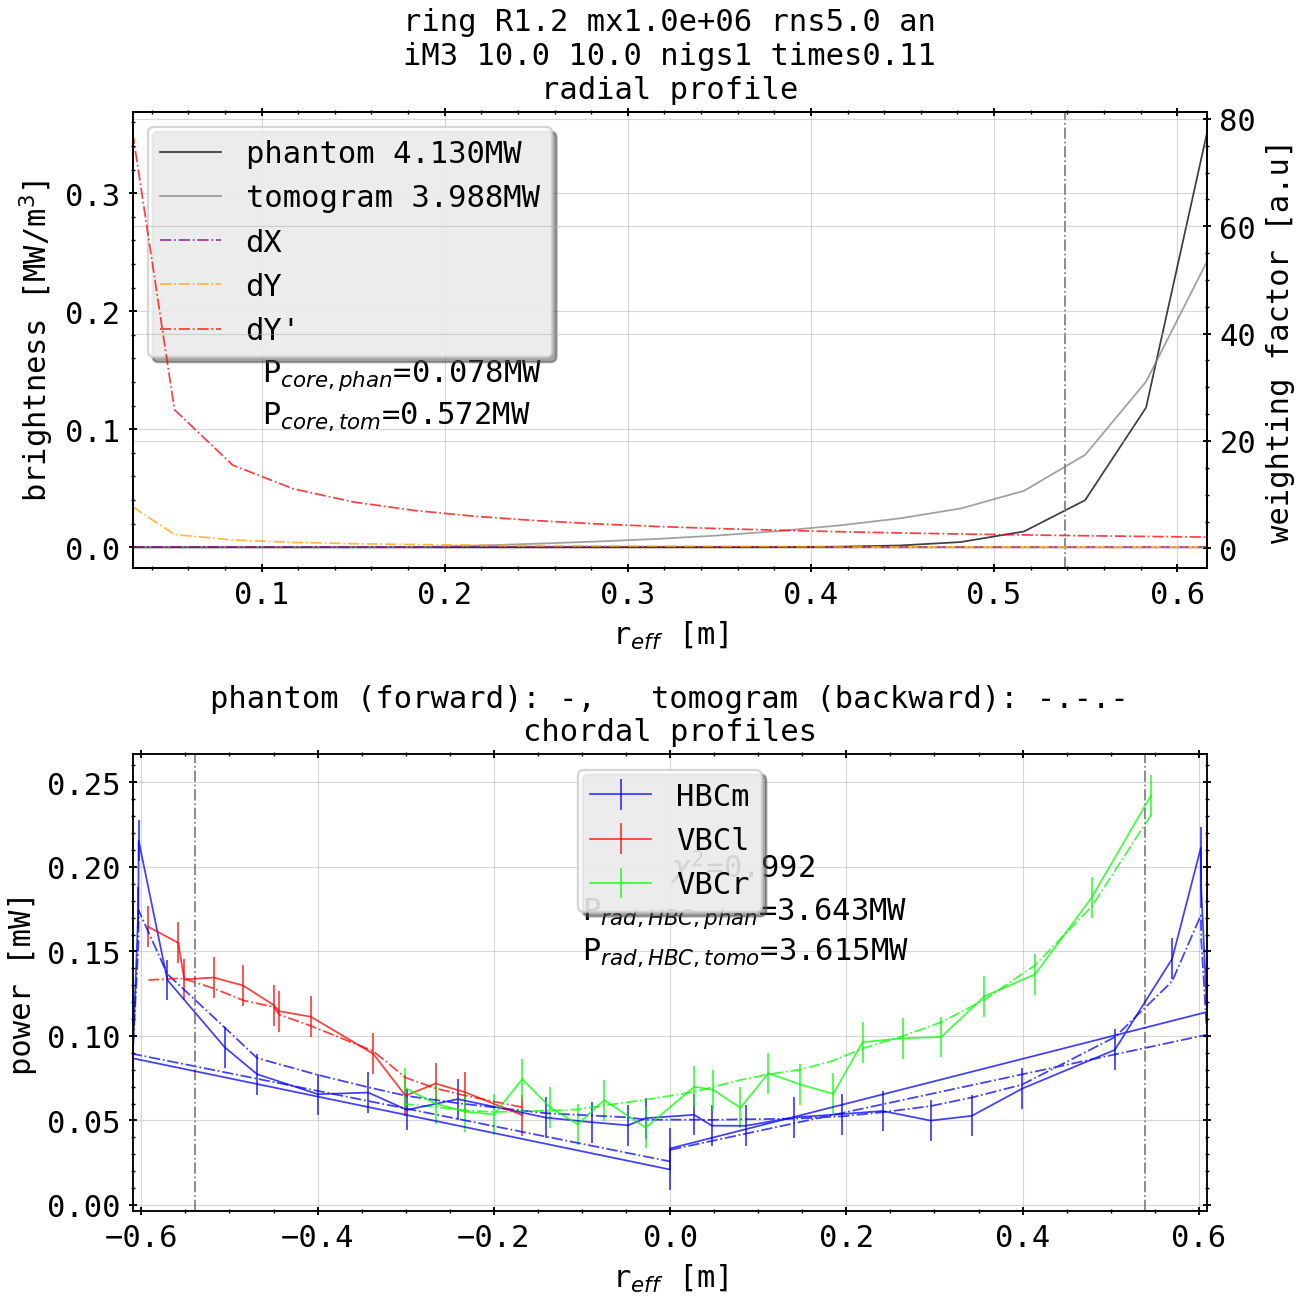 ring R1.2 mx1.0e+06 rns5.0 an
iM3 10.0 10.0 nigs1 times0.11
radial profile
brightness [MW/m³]
0.3
0.2
0.1
0.0
phantom 4.130MW
tomogram 3.988MW
dX
dY
dY'
P_core,phan=0.078MW
P_core,tom=0.572MW
80
60
40
20
0
weighting factor [a.u]
0.1 0.2 0.3 0.4 0.5 0.6
r_eff [m]
phantom (forward): -,   tomogram (backward): -.-.-
chordal profiles
power [mW]
0.25
0.20
0.15
0.10
0.05
0.00
HBCm
VBCl
VBCr
χ²=0.992
P_rad,HBC,phan=3.643MW
P_rad,HBC,tomo=3.615MW
−0.6 −0.4 −0.2 0.0 0.2 0.4 0.6
r_eff [m]